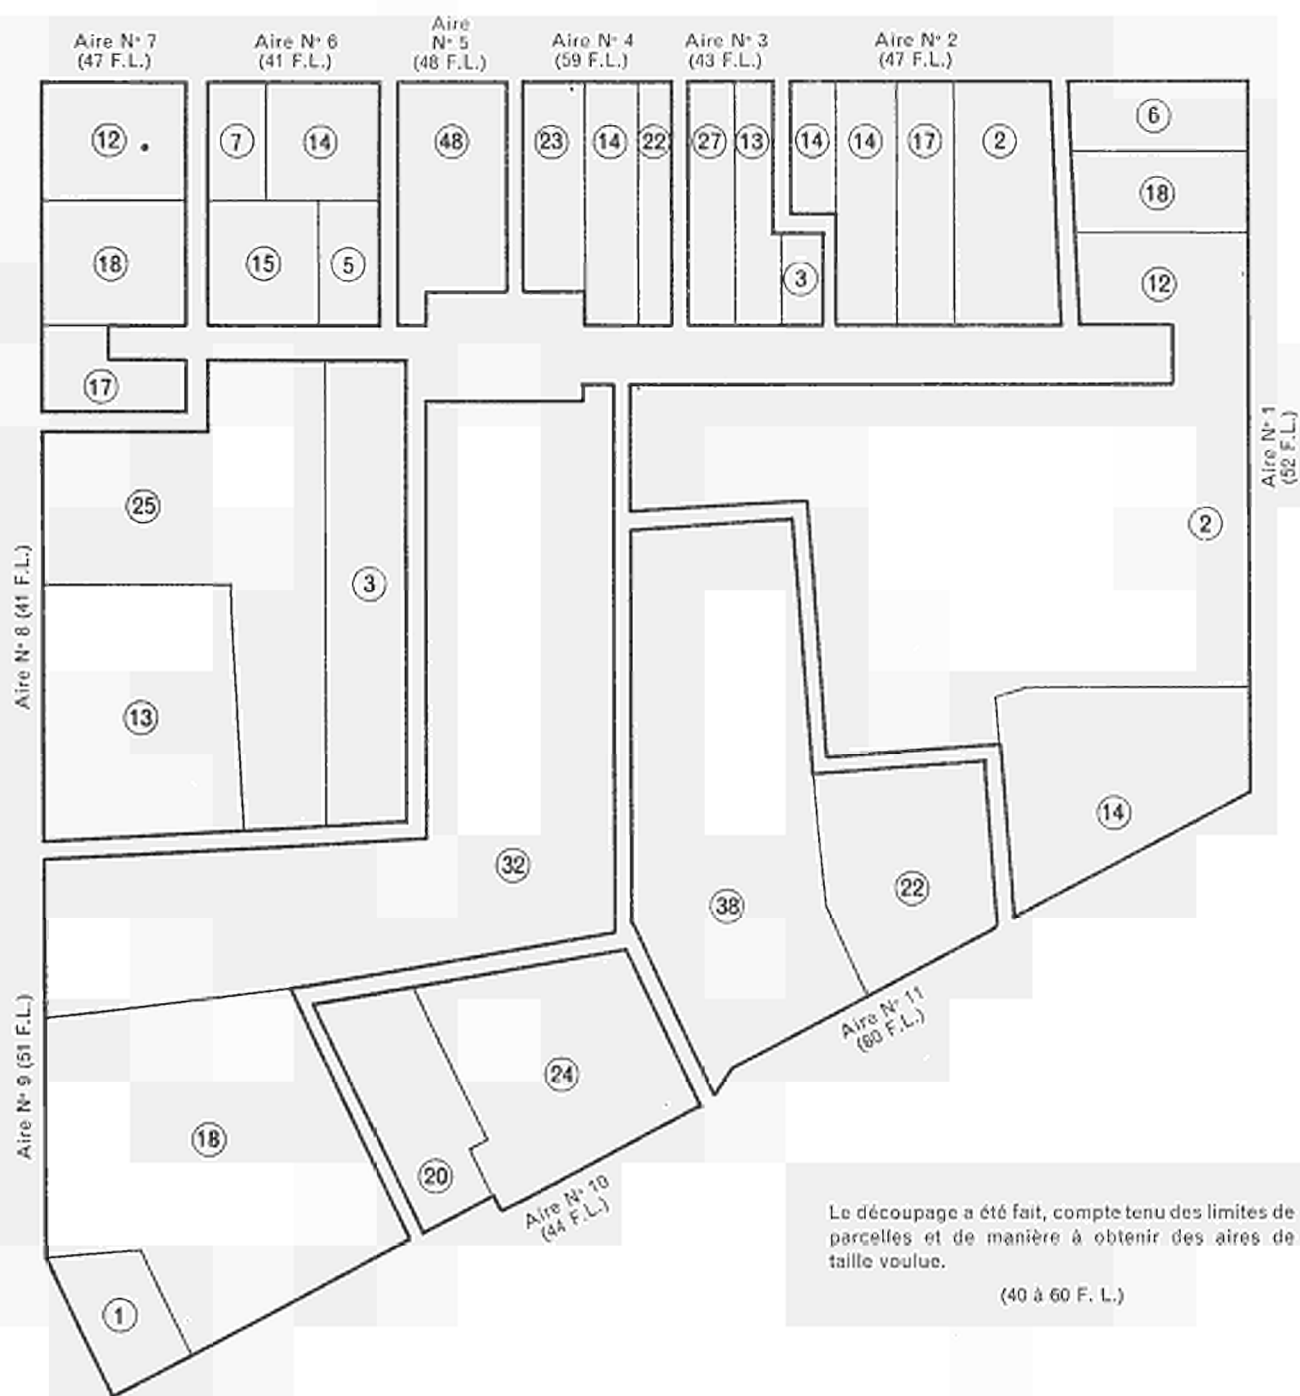 Aire N° 7
(47 F.L.)
Aire N° 6
(41 F.L.)
Aire
N° 5
(48 F.L.)
Aire N° 4
(59 F.L.)
Aire N° 3
(43 F.L.)
Aire N° 2
(47 F.L.)
12
7
14
48
23
14
22
27
13
14
14
17
2
6
18
12
18
15
5
3
17
Aire N° 1
(52 F.L.)
25
3
2
Aire N° 8 (41 F.L.)
13
14
32
38
22
Aire N° 11
(60 F.L.)
Aire N° 9 (51 F.L.)
24
18
20
Aire N° 10
(44 F.L.)
1
Le découpage a été fait, compte tenu des limites de
parcelles et de manière à obtenir des aires de
taille voulue.
(40 à 60 F. L.)